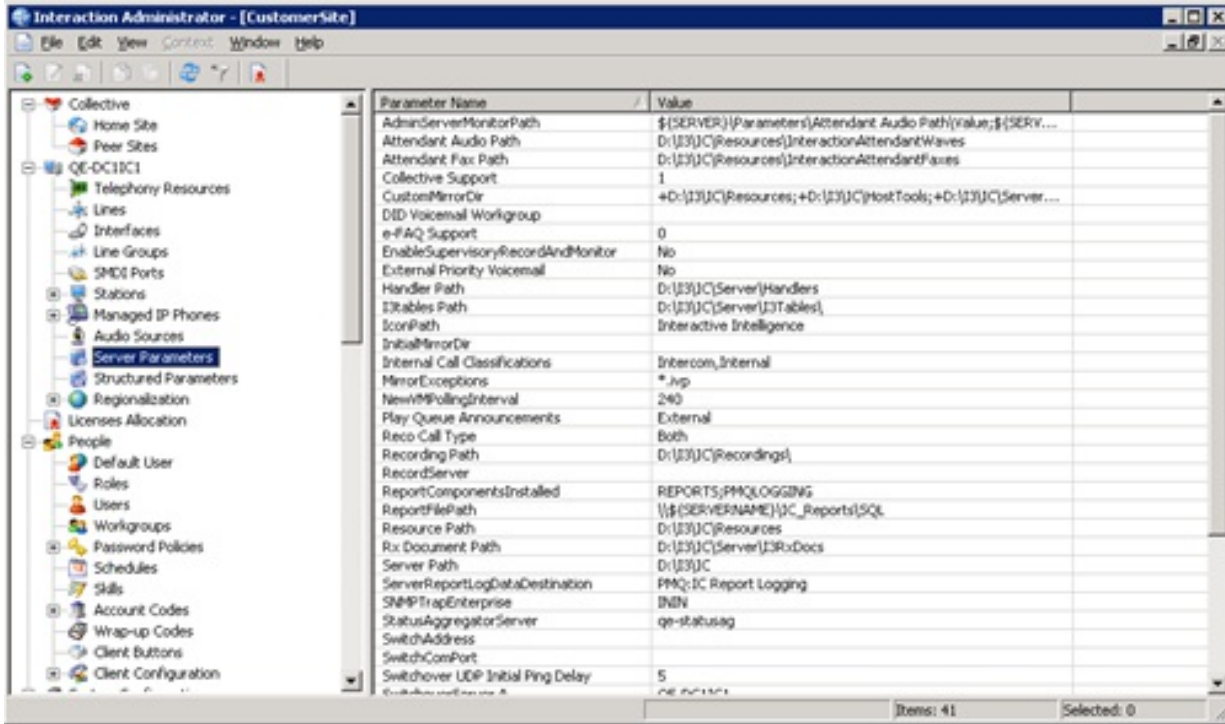 Interaction Administrator - [CustomerSite]
File Edit View Context Window Help
Collective
Home Site
Peer Sites
QE-DC1IC1
Telephony Resources
Lines
Interfaces
Line Groups
SMDI Ports
Stations
Managed IP Phones
Audio Sources
Server Parameters
Structured Parameters
Regionalization
Licenses Allocation
People
Default User
Roles
Users
Workgroups
Password Policies
Schedules
Skills
Account Codes
Wrap-up Codes
Client Buttons
Client Configuration
Parameter Name Value
AdminServerMonitorPath ${SERVER}\Parameters\Attendant Audio Path\Value;${SERV...
Attendant Audio Path D:\I3\IC\Resources\InteractionAttendantWaves
Attendant Fax Path D:\I3\IC\Resources\InteractionAttendantFaxes
Collective Support 1
CustomMirrorDir +D:\I3\IC\Resources;+D:\I3\IC\HostTools;+D:\I3\IC\Server....
DID Voicemail Workgroup
e-FAQ Support 0
EnableSupervisoryRecordAndMonitor No
External Priority Voicemail No
Handler Path D:\I3\IC\Server\Handlers
I3tables Path D:\I3\IC\Server\I3Tables\
IconPath Interactive Intelligence
InitialMirrorDir
Internal Call Classifications Intercom,Internal
MirrorExceptions *.ivp
NewVMPollingInterval 240
Play Queue Announcements External
Reco Call Type Both
Recording Path D:\I3\IC\Recordings\
RecordServer
ReportComponentsInstalled REPORTS;PMQLOGGING
ReportFilePath \\${SERVERNAME}\IC_Reports\SQL
Resource Path D:\I3\IC\Resources
Rx Document Path D:\I3\IC\Server\I3RxDocs
Server Path D:\I3\IC
ServerReportLogDataDestination PMQ:IC Report Logging
SNMPTrapEnterprise ININ
StatusAggregatorServer qe-statusag
SwitchAddress
SwitchComPort
Switchover UDP Initial Ping Delay 5
SwitchoverServer A QE-DC1IC1
Items: 41 Selected: 0